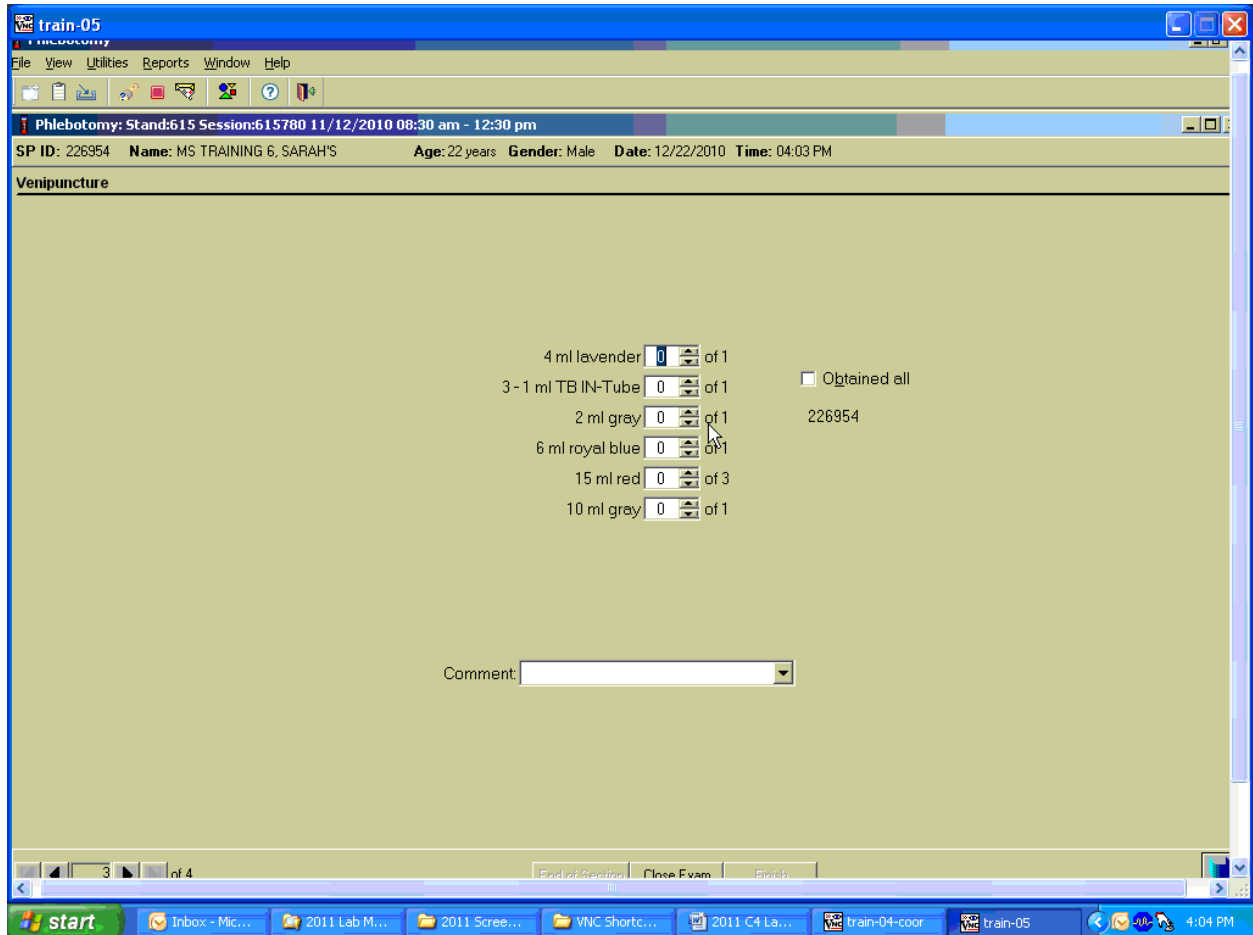 train-05
Phlebotomy
File View Utilities Reports Window Help
Phlebotomy: Stand:615 Session:615780 11/12/2010 08:30 am - 12:30 pm
SP ID: 226954 Name: MS TRAINING 6, SARAH'S Age: 22 years Gender: Male Date: 12/22/2010 Time: 04:03 PM
Venipuncture
4 ml lavender 0 of 1
3 - 1 ml TB IN-Tube 0 of 1
Obtained all
2 ml gray 0 of 1
226954
6 ml royal blue 0 of 1
15 ml red 0 of 3
10 ml gray 0 of 1
Comment:
3 of 4 End of Section Close Exam Finish
start Inbox - Mic... 2011 Lab M... 2011 Scree... VNC Shortc... 2011 C4 La... train-04-coor train-05 4:04 PM